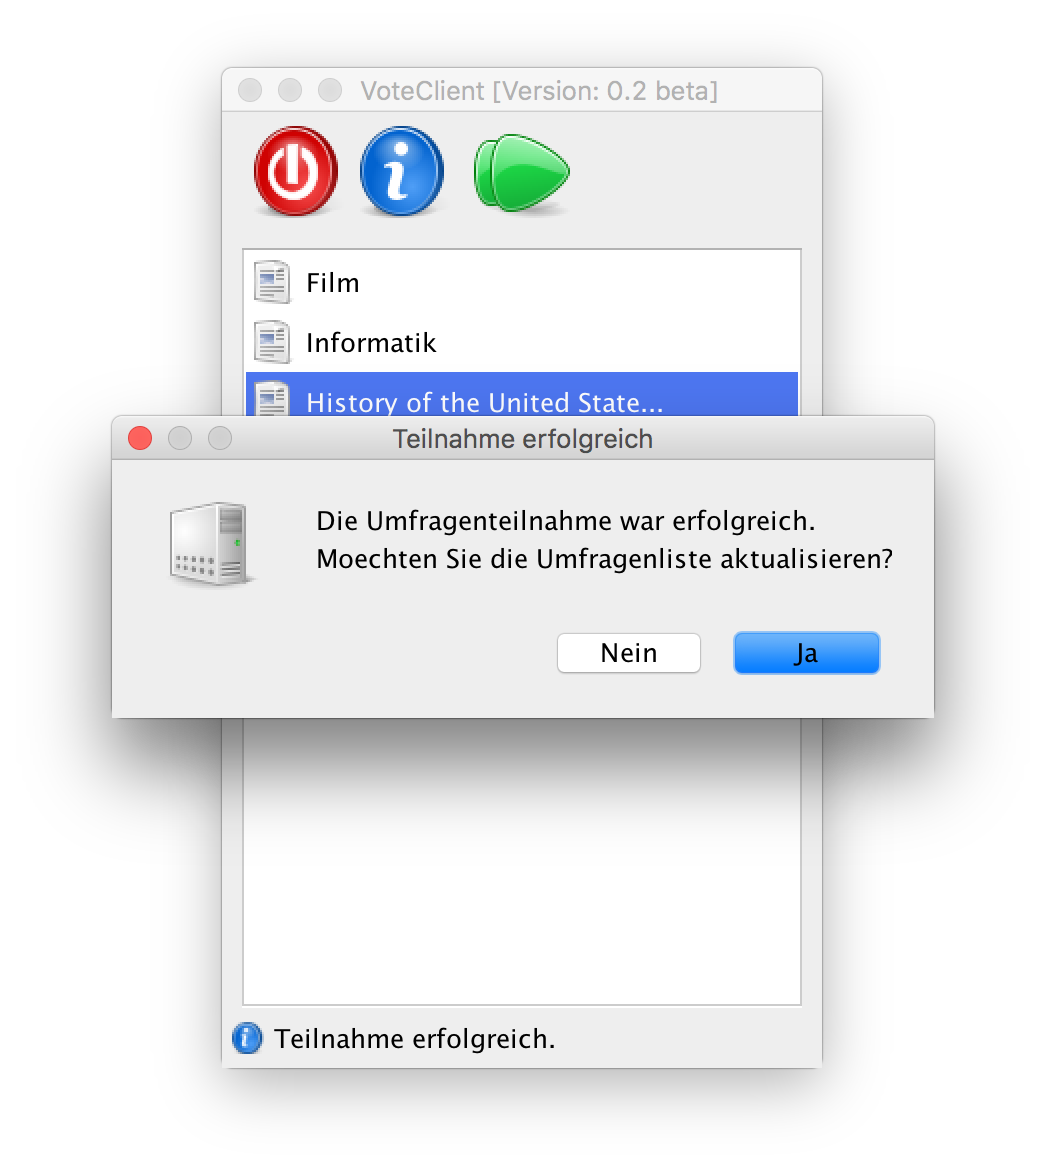 VoteClient [Version: 0.2 beta]
Film
Informatik
History of the United State...
Teilnahme erfolgreich
Die Umfragenteilnahme war erfolgreich.
Moechten Sie die Umfragenliste aktualisieren?
Nein
Ja
Teilnahme erfolgreich.